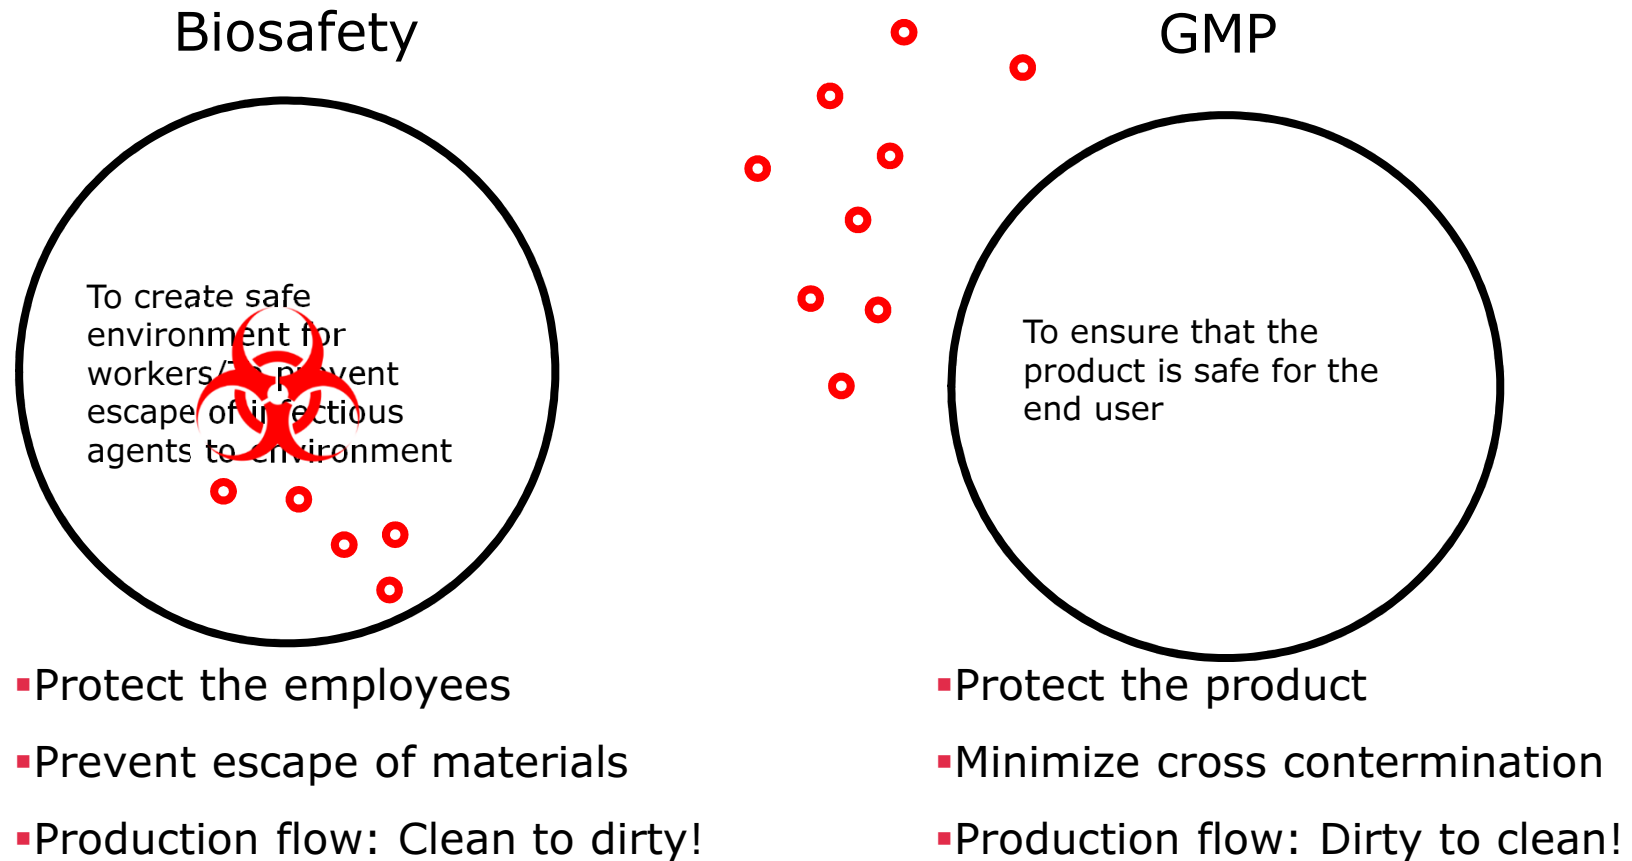 Biosafety
GMP
To create safe
environment for
workers/To prevent
escape of infectious
agents to environment
To ensure that the
product is safe for the
end user
▪Protect the employees
▪Prevent escape of materials
▪Production flow: Clean to dirty!
▪Protect the product
▪Minimize cross contermination
▪Production flow: Dirty to clean!